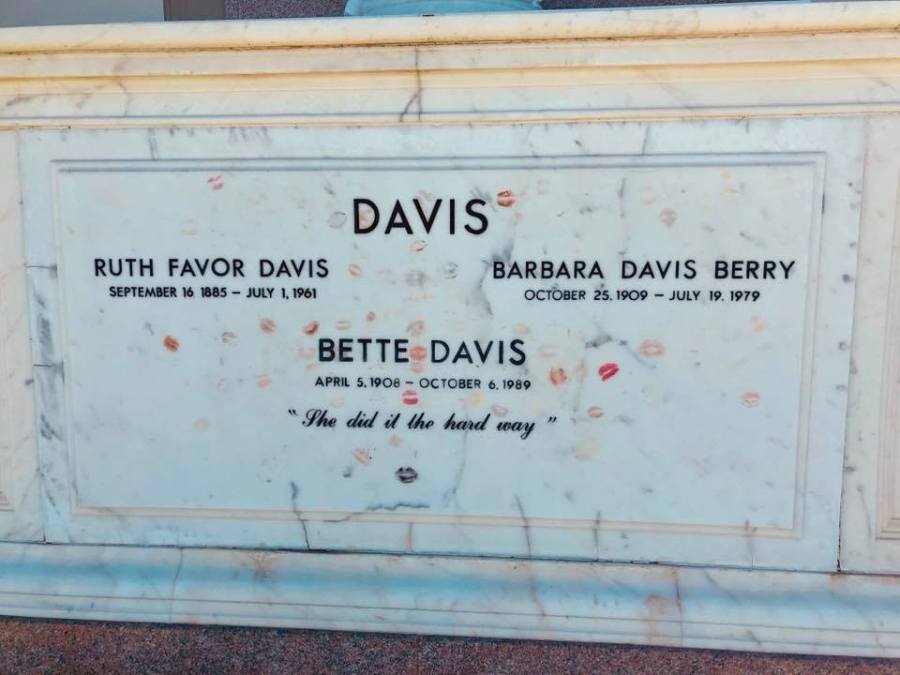 DAVIS
RUTH FAVOR DAVIS
SEPTEMBER 16 1885 – JULY 1, 1961
BARBARA DAVIS BERRY
OCTOBER 25, 1909 – JULY 19, 1979
BETTE DAVIS
APRIL 5, 1908 – OCTOBER 6, 1989
"She did it the hard way"